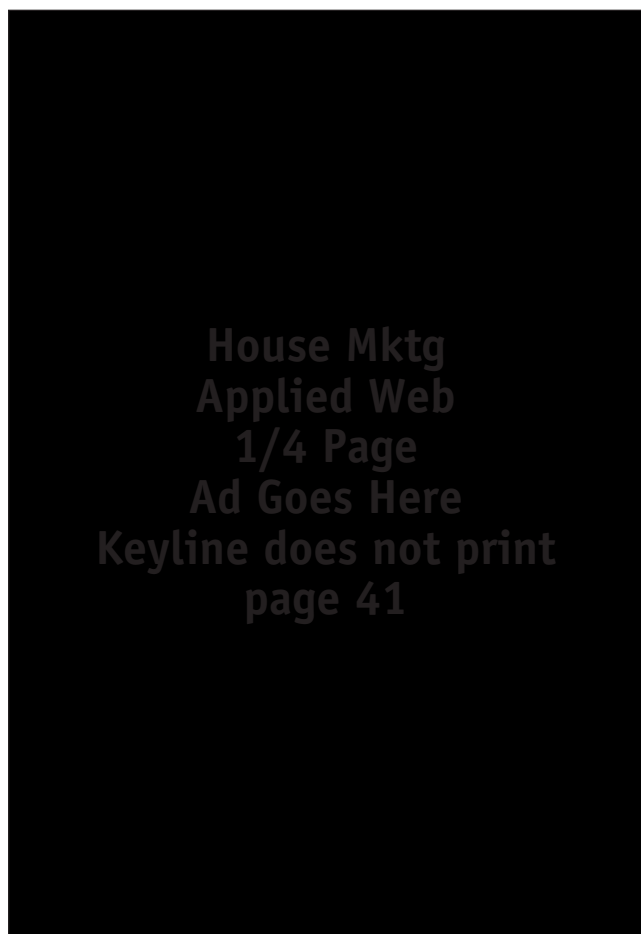 House Mktg
Applied Web
1/4 Page
Ad Goes Here
Keyline does not print
page 41